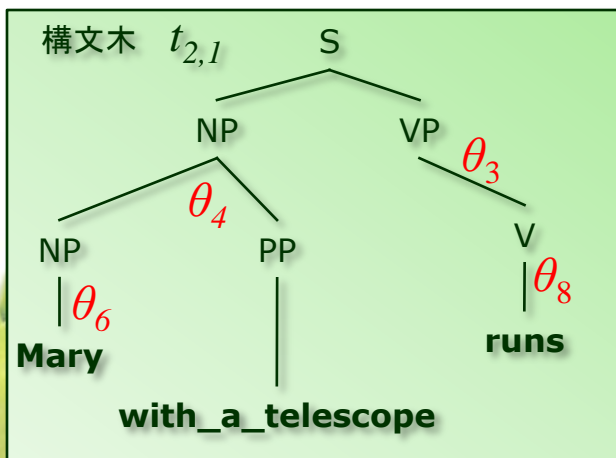 構文木 t2,1
S
NP VP
θ3
θ4
NP PP V
θ6 θ8
Mary runs
with_a_telescope